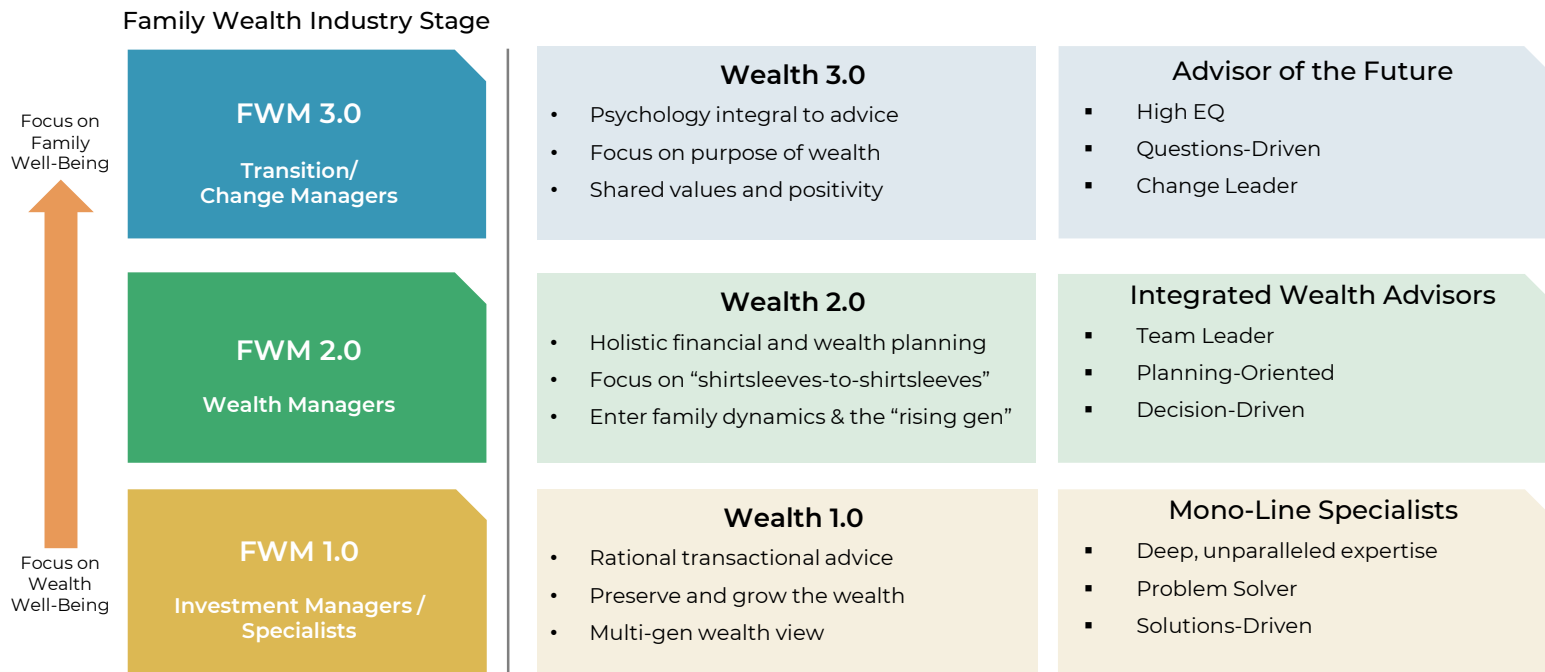 Family Wealth Industry Stage
Focus on
Family
Well-Being
FWM 3.0
Transition/
Change Managers
Wealth 3.0
• Psychology integral to advice
• Focus on purpose of wealth
• Shared values and positivity
Advisor of the Future
▪ High EQ
▪ Questions-Driven
▪ Change Leader
FWM 2.0
Wealth Managers
Wealth 2.0
• Holistic financial and wealth planning
• Focus on “shirtsleeves-to-shirtsleeves”
• Enter family dynamics & the “rising gen”
Integrated Wealth Advisors
▪ Team Leader
▪ Planning-Oriented
▪ Decision-Driven
Focus on
Wealth
Well-Being
FWM 1.0
Investment Managers /
Specialists
Wealth 1.0
• Rational transactional advice
• Preserve and grow the wealth
• Multi-gen wealth view
Mono-Line Specialists
▪ Deep, unparalleled expertise
▪ Problem Solver
▪ Solutions-Driven